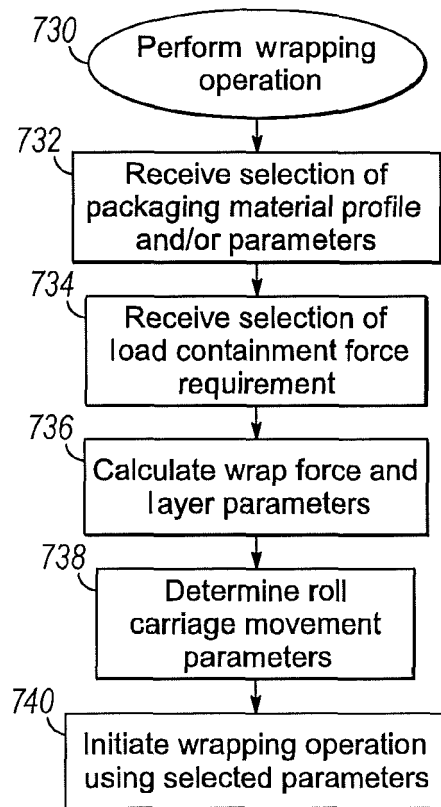 730
Perform wrapping
operation
732
Receive selection of
packaging material profile
and/or parameters
734
Receive selection of
load containment force
requirement
736
Calculate wrap force and
layer parameters
738
Determine roll
carriage movement
parameters
740
Initiate wrapping operation
using selected parameters